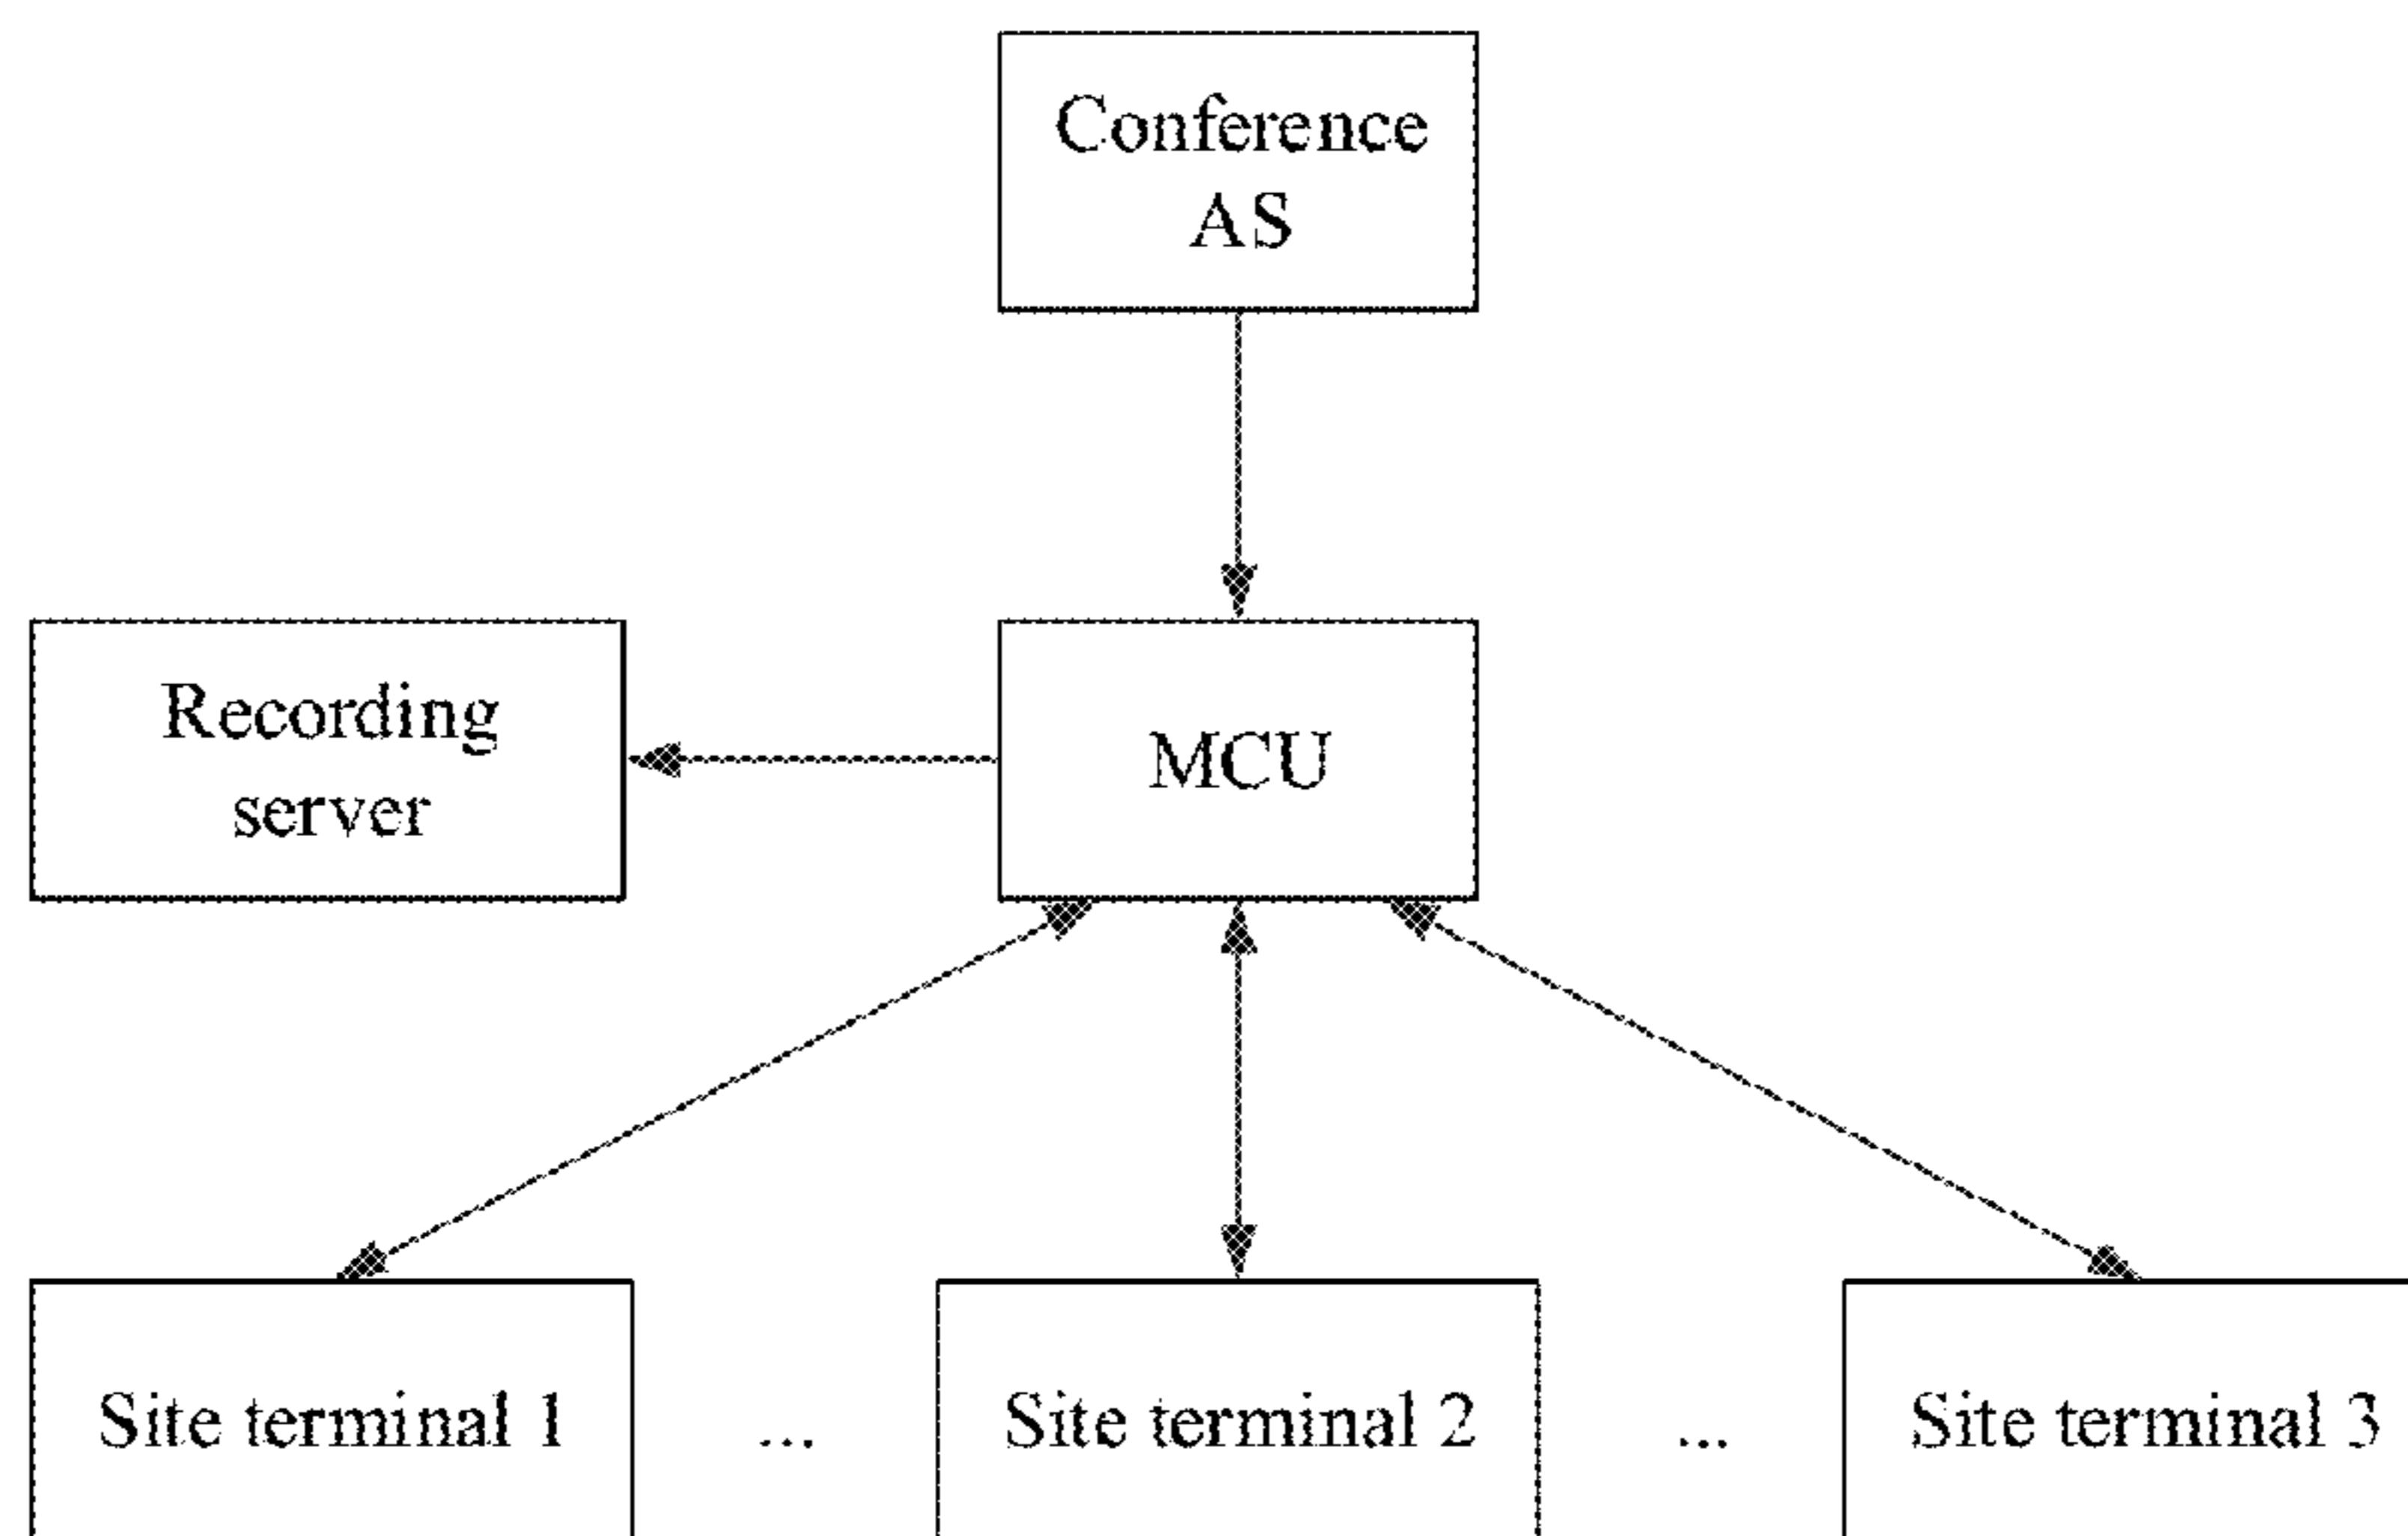 Conference
AS
Recording
server
MCU
Site terminal 1
...
Site terminal 2
...
Site terminal 3